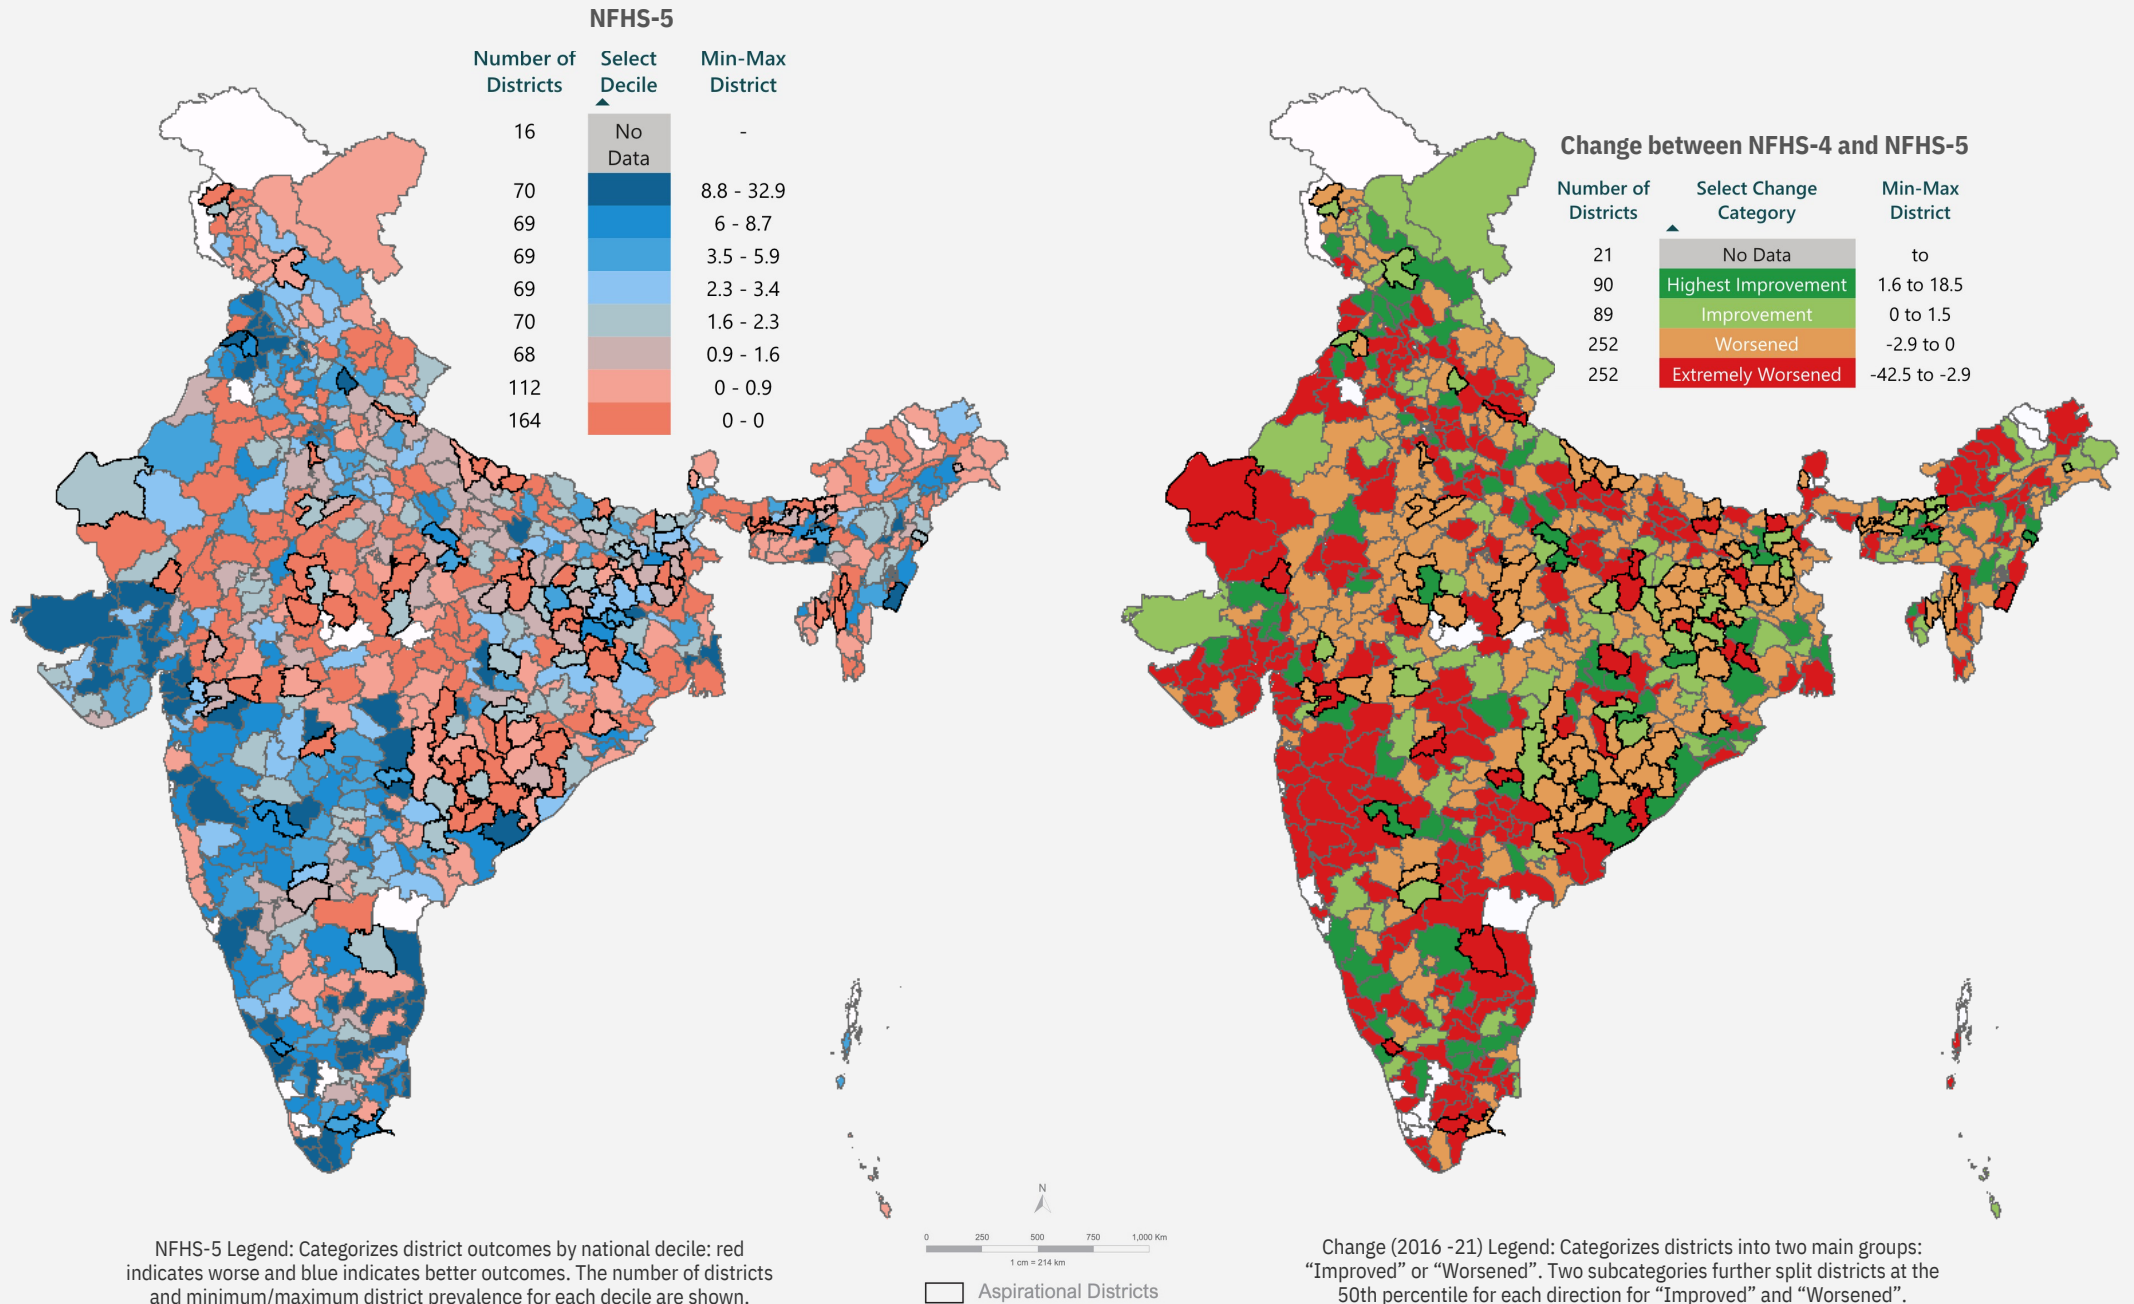 NFHS-5
Number of Districts Select Decile Min-Max District
16 No Data -
70 8.8 - 32.9
69 6 - 8.7
69 3.5 - 5.9
69 2.3 - 3.4
70 1.6 - 2.3
68 0.9 - 1.6
112 0 - 0.9
164 0 - 0
Change between NFHS-4 and NFHS-5
Number of Districts Select Change Category Min-Max District
21 No Data to
90 Highest Improvement 1.6 to 18.5
89 Improvement 0 to 1.5
252 Worsened -2.9 to 0
252 Extremely Worsened -42.5 to -2.9
N
0 250 500 750 1,000 Km
1 cm = 214 km
Aspirational Districts
NFHS-5 Legend: Categorizes district outcomes by national decile: red
indicates worse and blue indicates better outcomes. The number of districts
and minimum/maximum district prevalence for each decile are shown.
Change (2016 -21) Legend: Categorizes districts into two main groups:
“Improved” or “Worsened”. Two subcategories further split districts at the
50th percentile for each direction for “Improved” and “Worsened”.